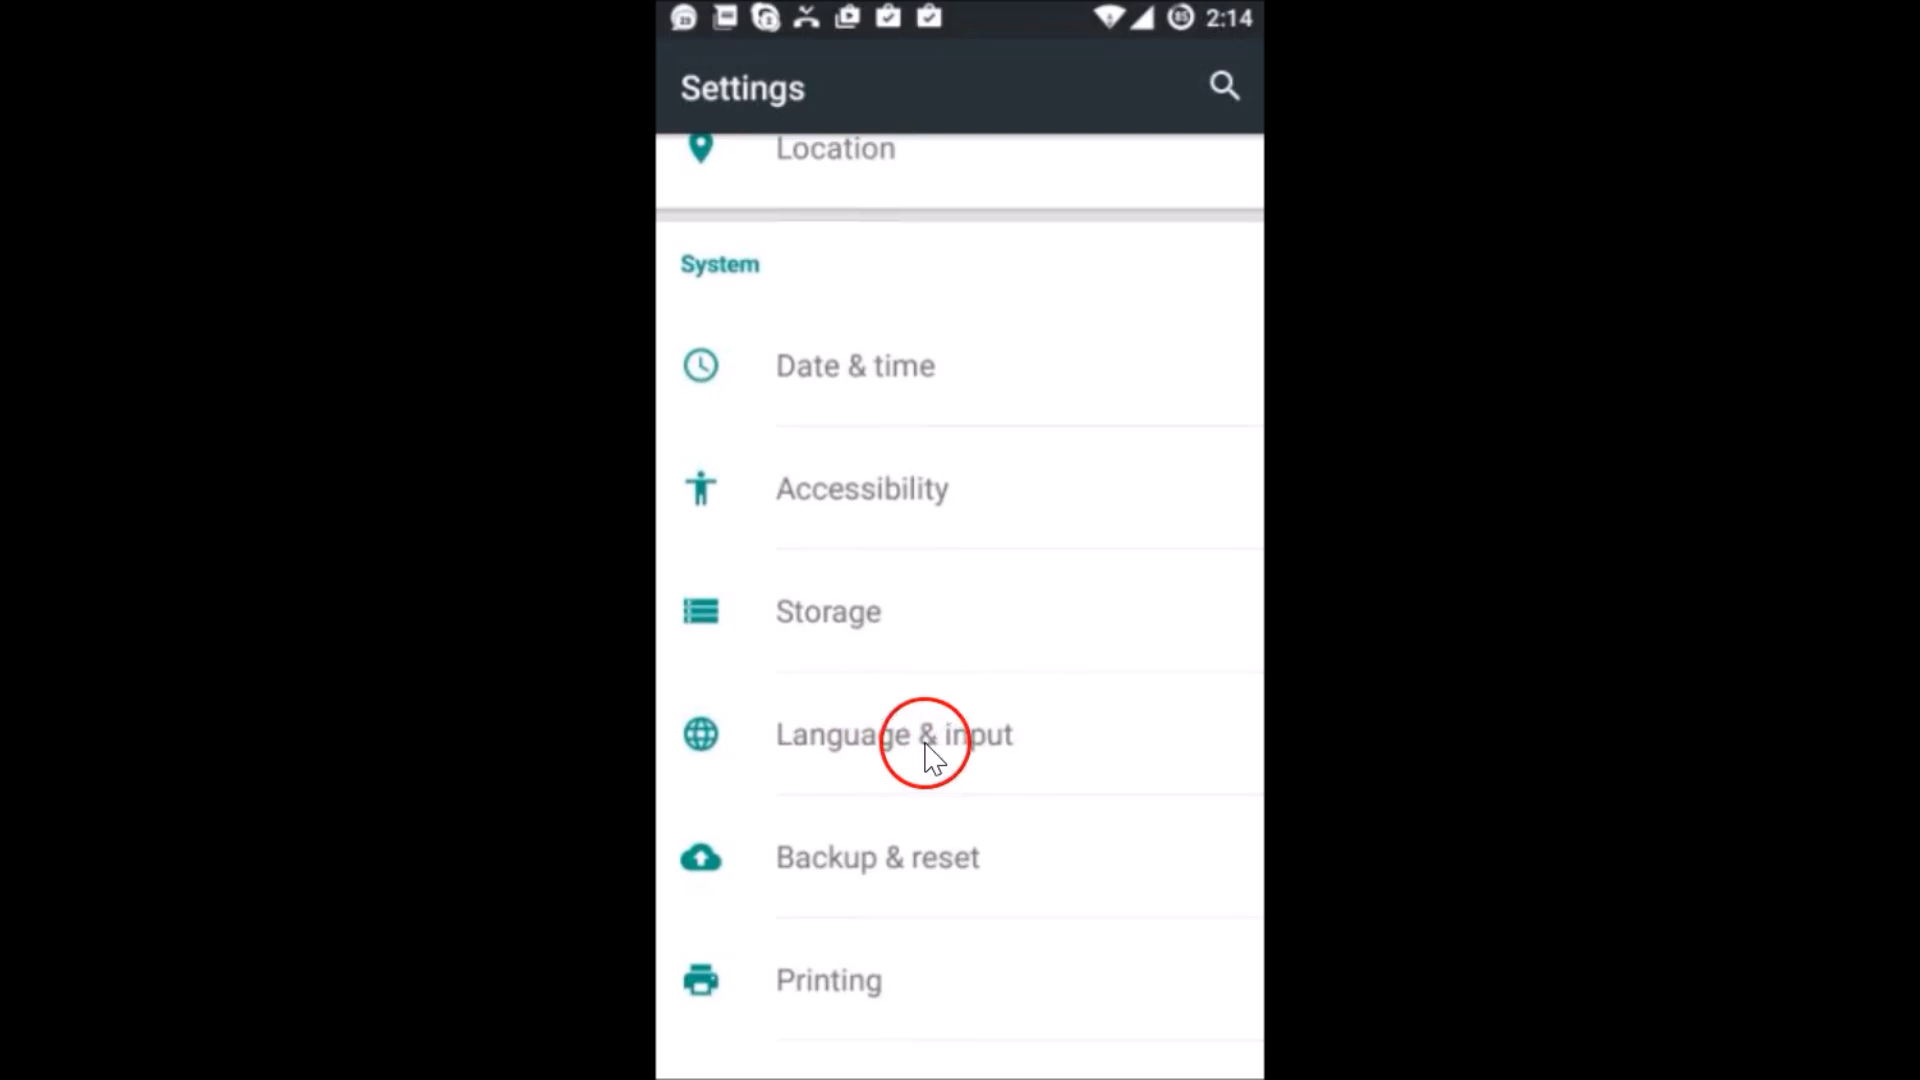 2:14
Settings
Location
System
Date & time
Accessibility
Storage
Language & input
Backup & reset
Printing